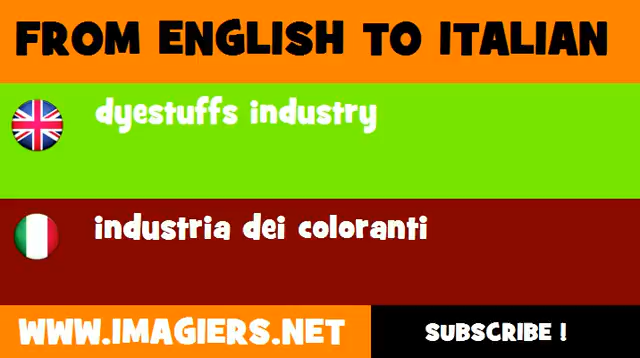 FROM ENGLISH TO ITALIAN
dyestuffs industry
industria dei coloranti
WWW.IMAGIERS.NET
SUBSCRIBE !